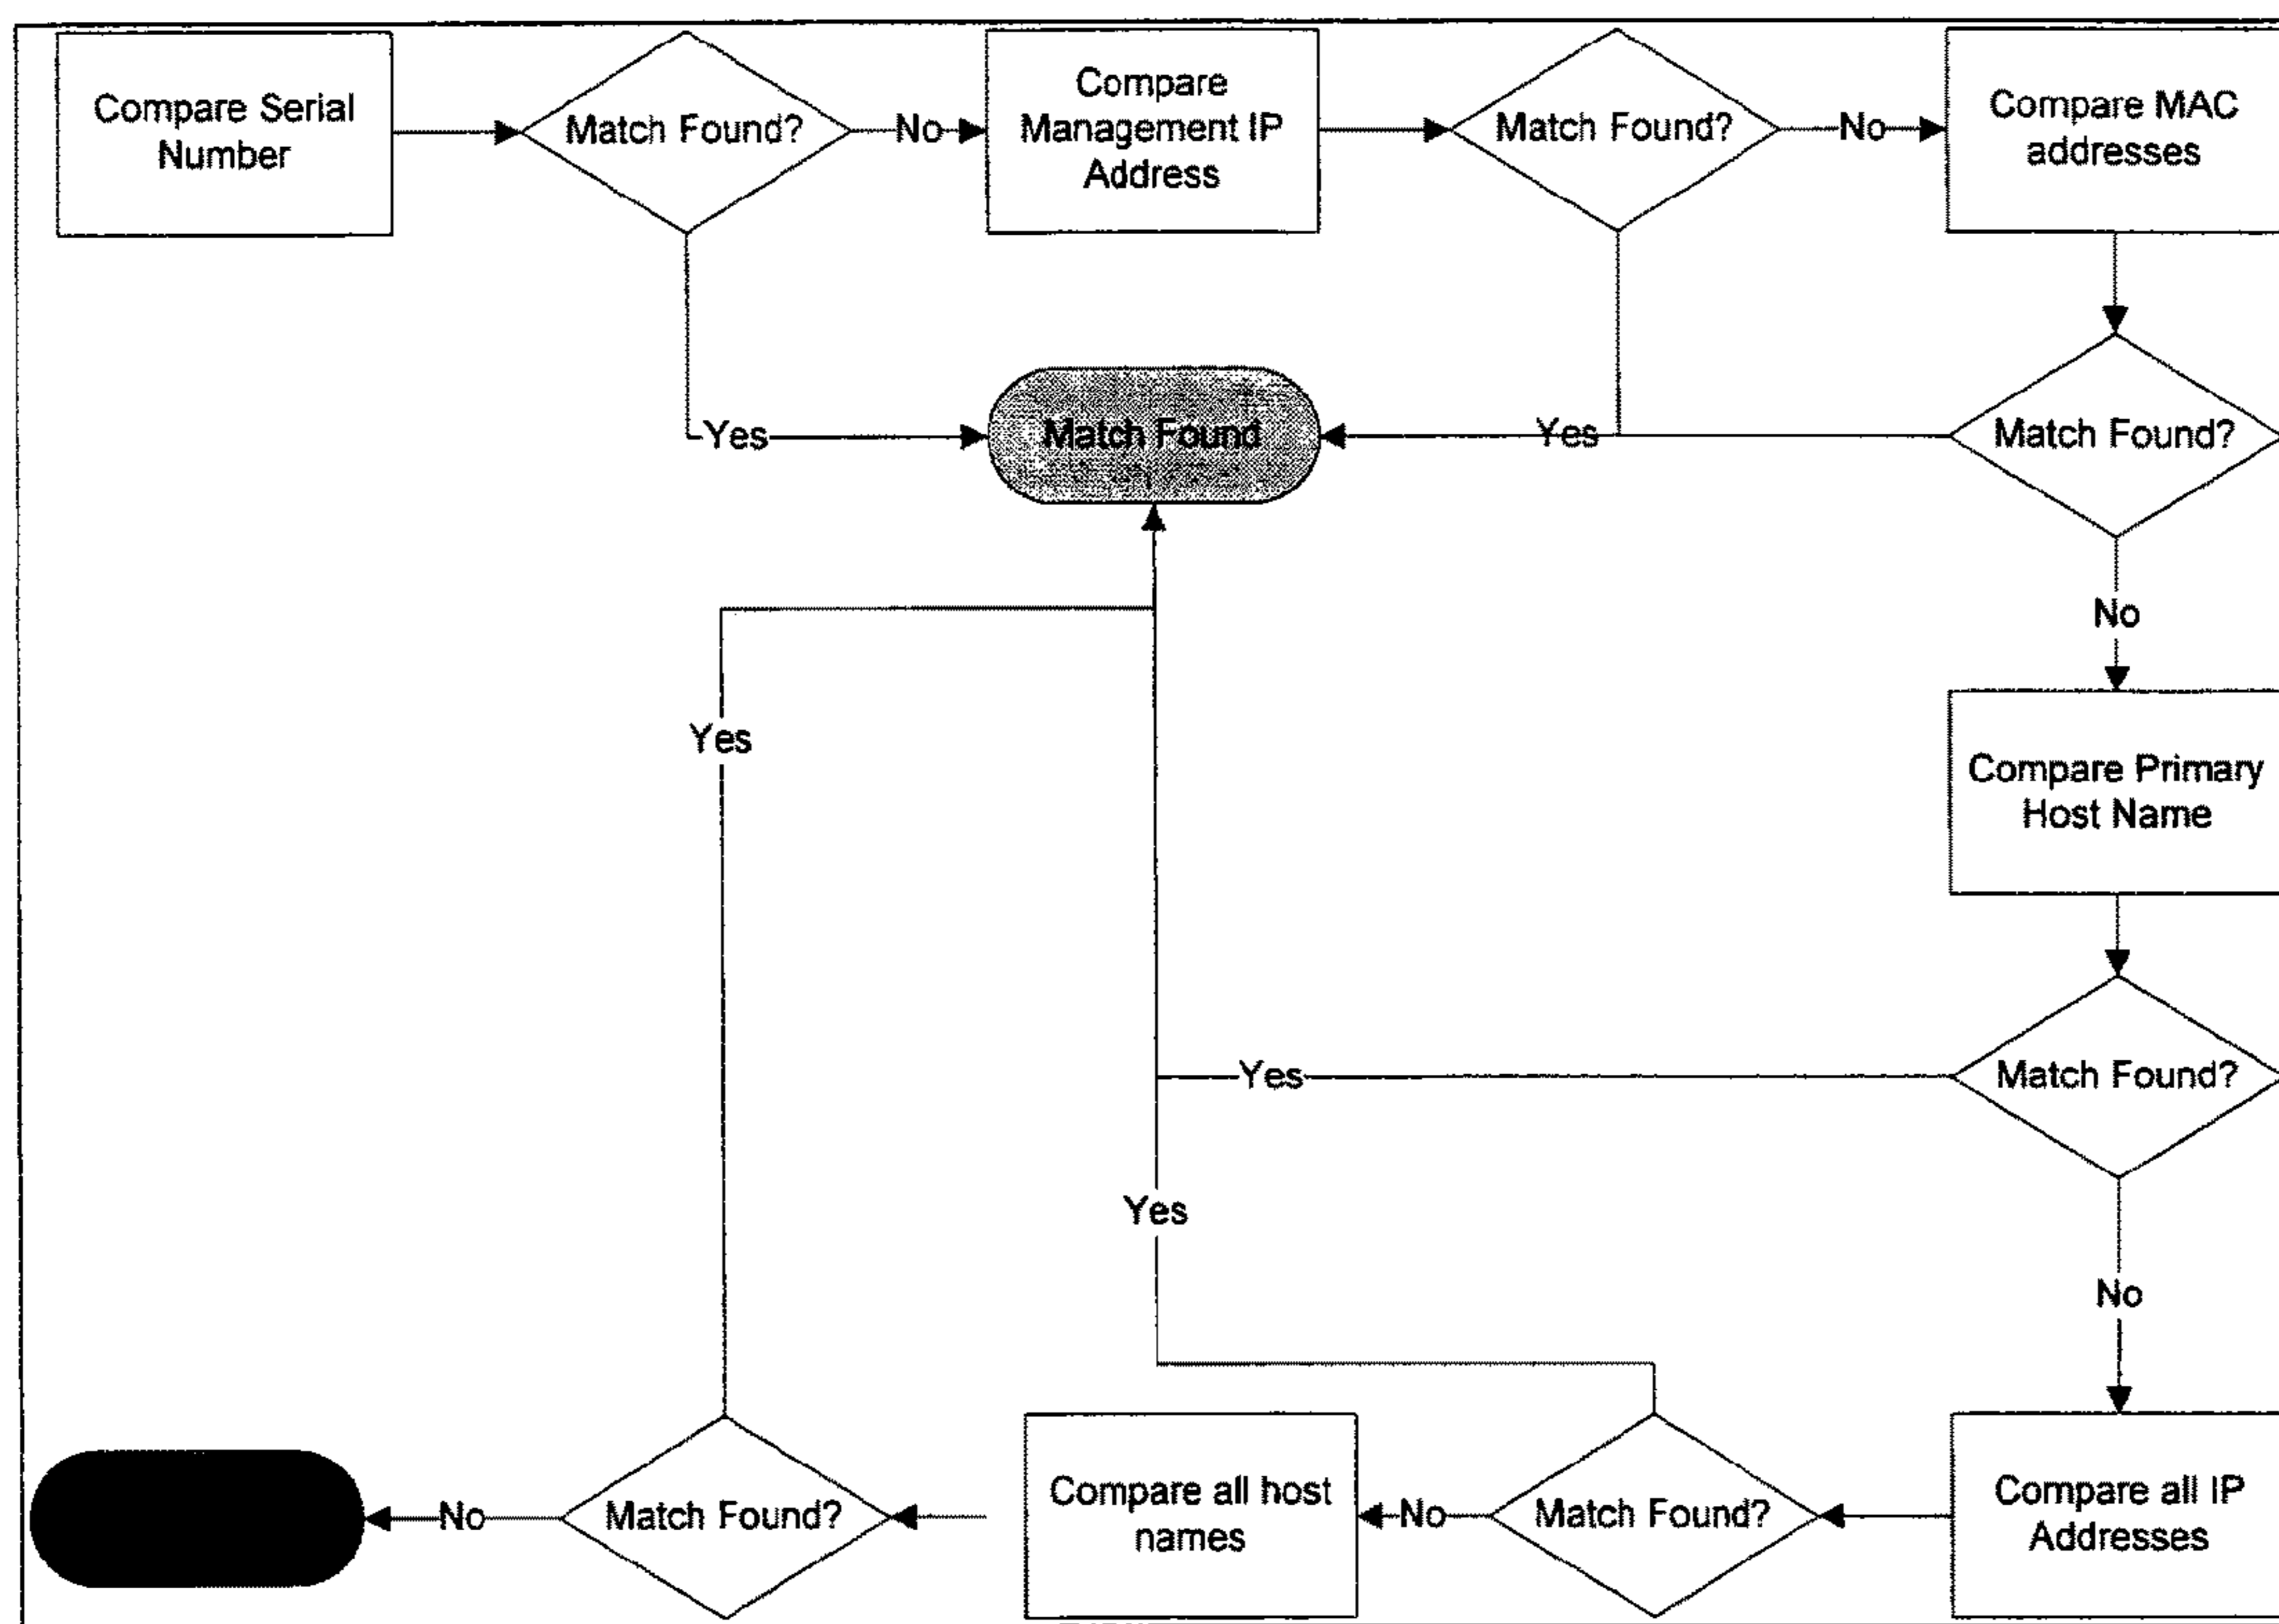 Compare Serial
Number
Match Found?
No
Compare
Management IP
Address
Match Found?
No
Compare MAC
addresses
Yes
Match Found
Yes
Match Found?
No
Yes
Compare Primary
Host Name
Yes
Match Found?
Yes
No
Compare all host
names
Compare all IP
Addresses
No
Match Found?
No
Match Found?